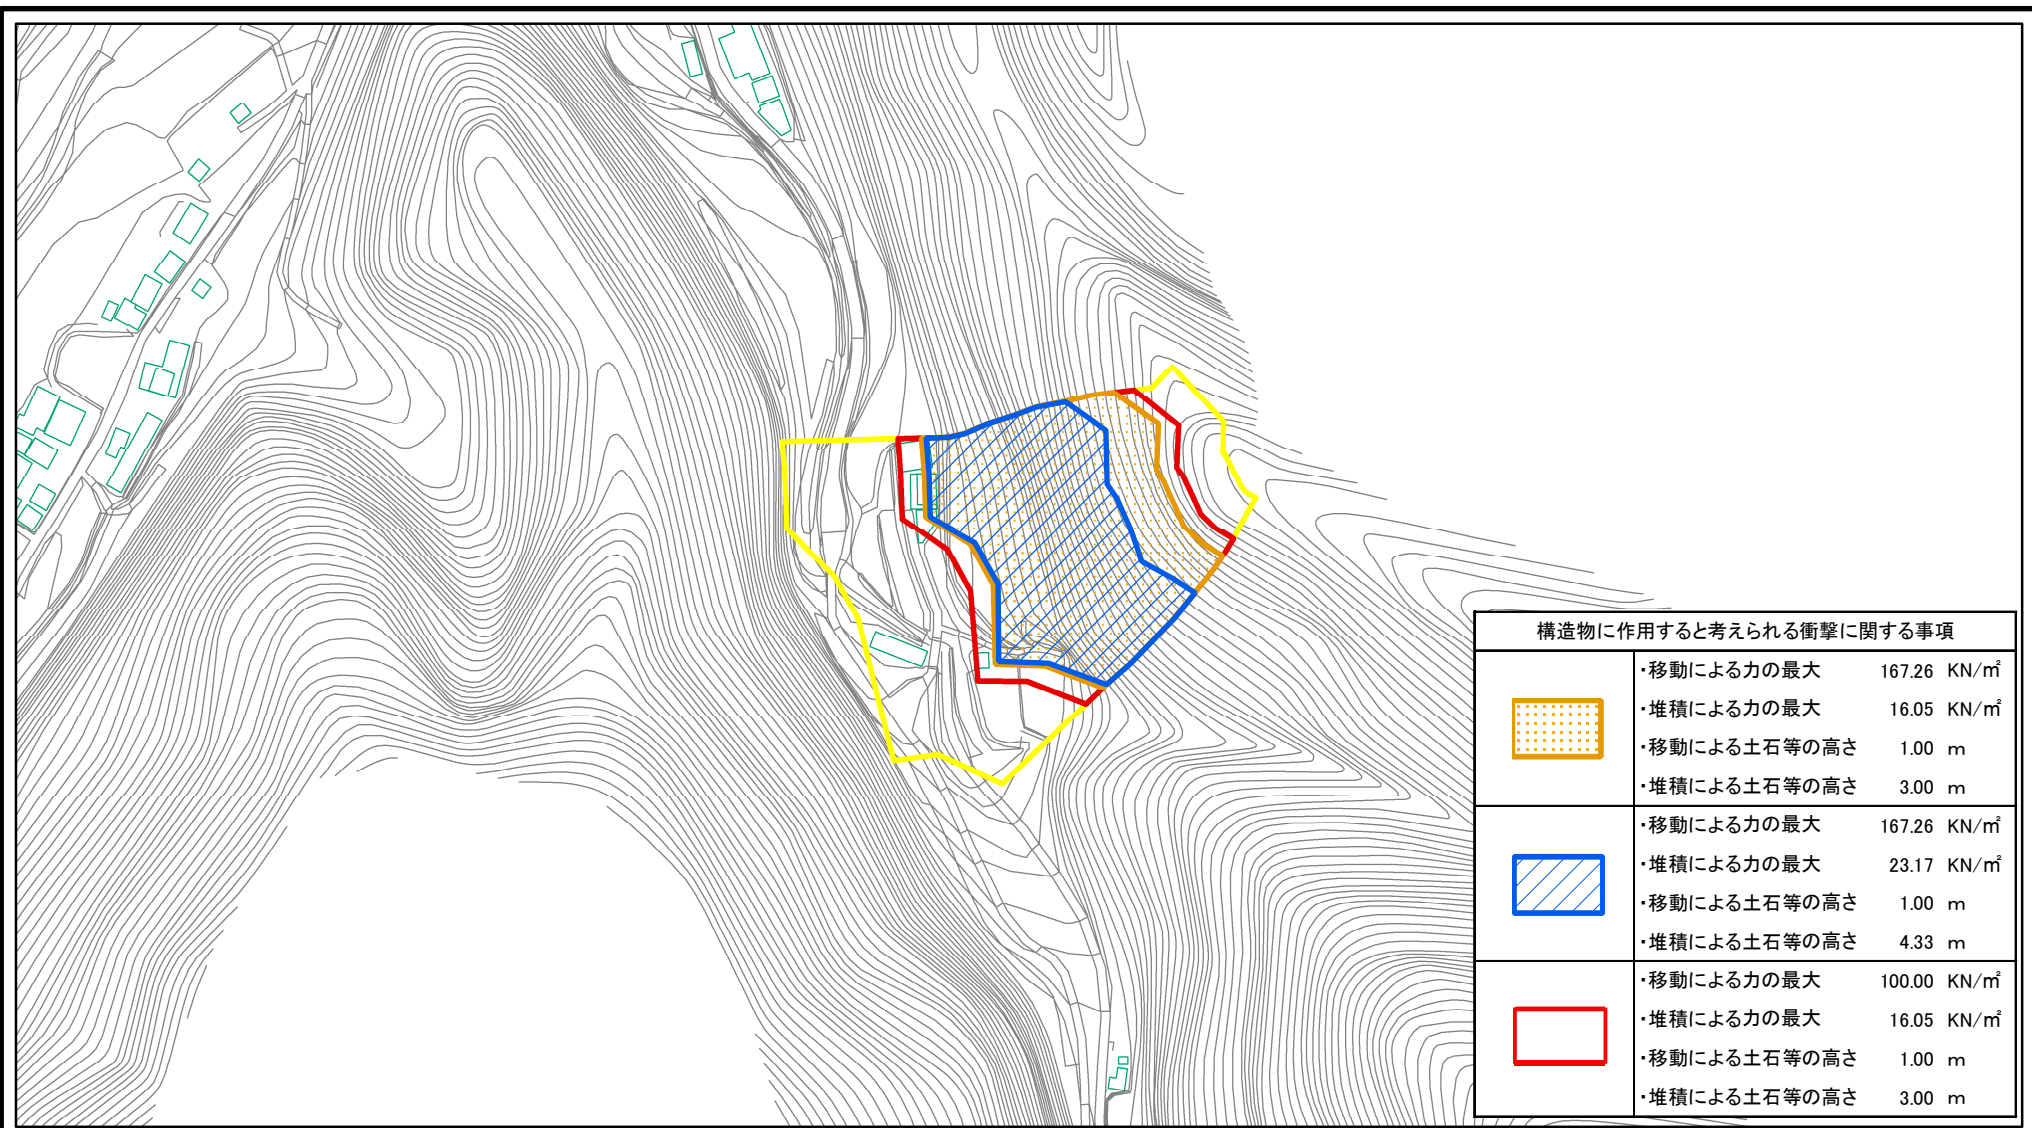 構造物に作用すると考えられる衝撃に関する事項
・移動による力の最大 167.26 KN/㎡
・堆積による力の最大 16.05 KN/㎡
・移動による土石等の高さ 1.00 m
・堆積による土石等の高さ 3.00 m
・移動による力の最大 167.26 KN/㎡
・堆積による力の最大 23.17 KN/㎡
・移動による土石等の高さ 1.00 m
・堆積による土石等の高さ 4.33 m
・移動による力の最大 100.00 KN/㎡
・堆積による力の最大 16.05 KN/㎡
・移動による土石等の高さ 1.00 m
・堆積による土石等の高さ 3.00 m